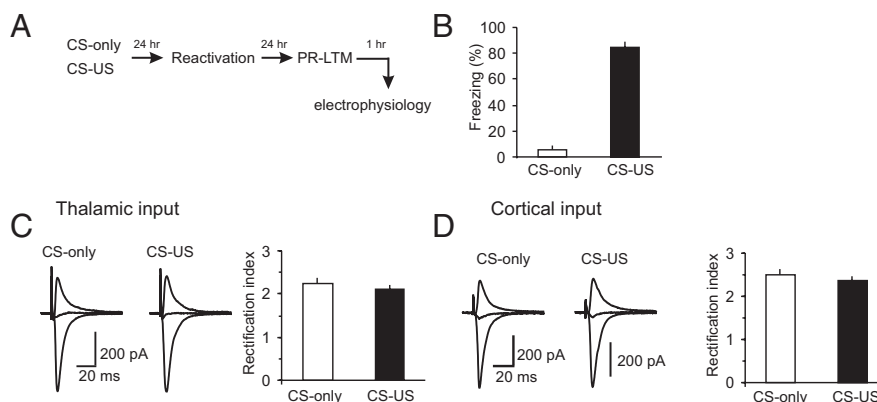 A
CS-only
CS-US
24 hr
Reactivation
24 hr
PR-LTM
1 hr
electrophysiology
B
Freezing (%)
100
80
60
40
20
0
CS-only
CS-US
C
Thalamic input
CS-only
CS-US
200 pA
20 ms
Rectification index
3
2
1
0
CS-only
CS-US
D
Cortical input
CS-only
CS-US
200 pA
20 ms
200 pA
Rectification index
3
2
1
0
CS-only
CS-US